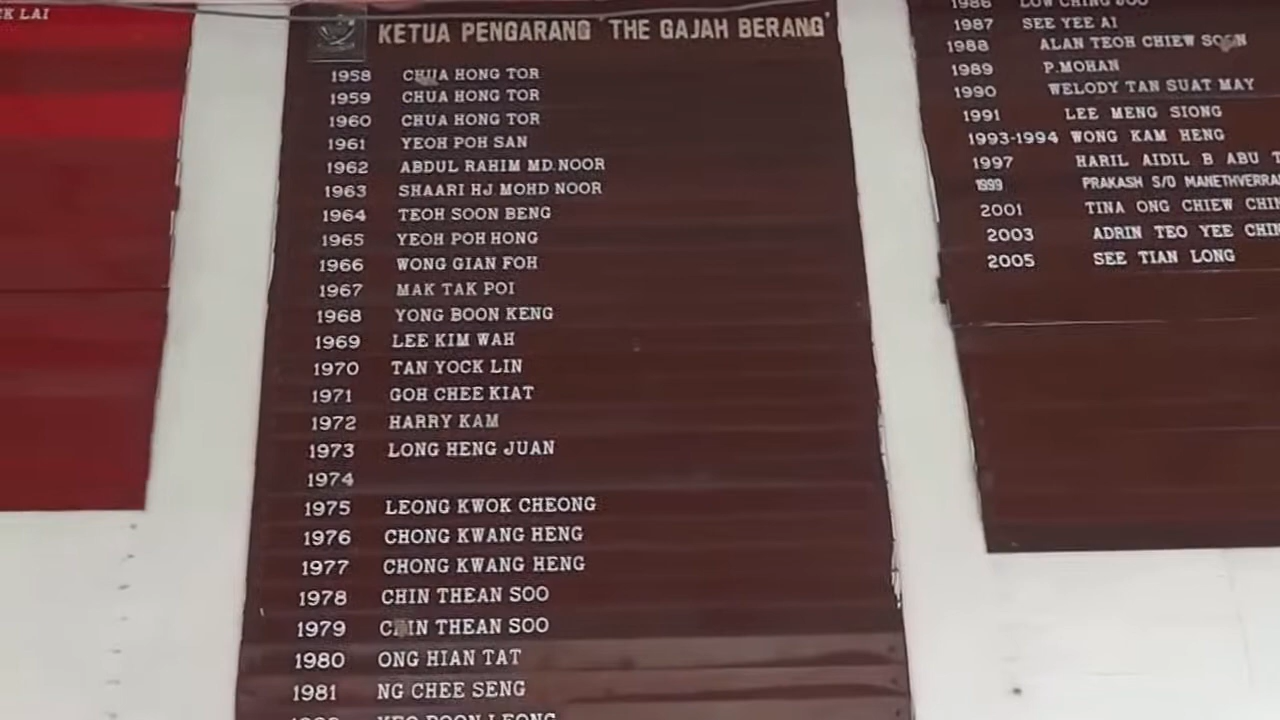 LAI
KETUA PENGARANG 'THE GAJAH BERANG'
1958 CHUA HONG TOR
1959 CHUA HONG TOR
1960 CHUA HONG TOR
1961 YEOH POH SAN
1962 ABDUL RAHIM MD.NOOR
1963 SHAARI HJ MOHD NOOR
1964 TEOH SOON BENG
1965 YEOH POH HONG
1966 WONG GIAN FOH
1967 MAK TAK POI
1968 YONG BOON KENG
1969 LEE KIM WAH
1970 TAN YOCK LIN
1971 GOH CHEE KIAT
1972 HARRY KAM
1973 LONG HENG JUAN
1974
1975 LEONG KWOK CHEONG
1976 CHONG KWANG HENG
1977 CHONG KWANG HENG
1978 CHIN THEAN SOO
1979 CHIN THEAN SOO
1980 ONG HIAN TAT
1981 NG CHEE SENG
1986 LOW CHING SOO
1987 SEE YEE AI
1988 ALAN TEOH CHIEW SOON
1989 P.MOHAN
1990 WELODY TAN SUAT MAY
1991 LEE MENG SIONG
1993-1994 WONG KAM HENG
1997 HARIL AIDIL B ABU
1999 PRAKASH S/O
2001 TINA ONG CHIEW
2003 ADRIN TEO YEE
2005 SEE TIAN LONG